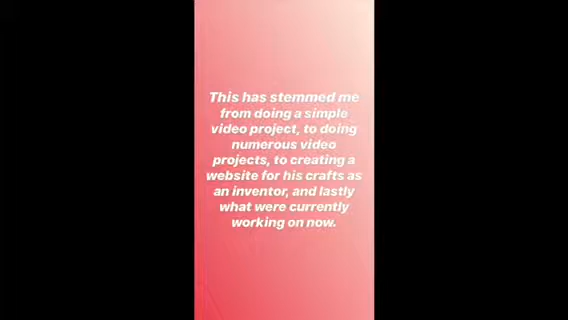 This has stemmed me
from doing a simple
video project, to doing
numerous video
projects, to creating a
website for his crafts as
an inventor, and lastly
what were currently
working on now.